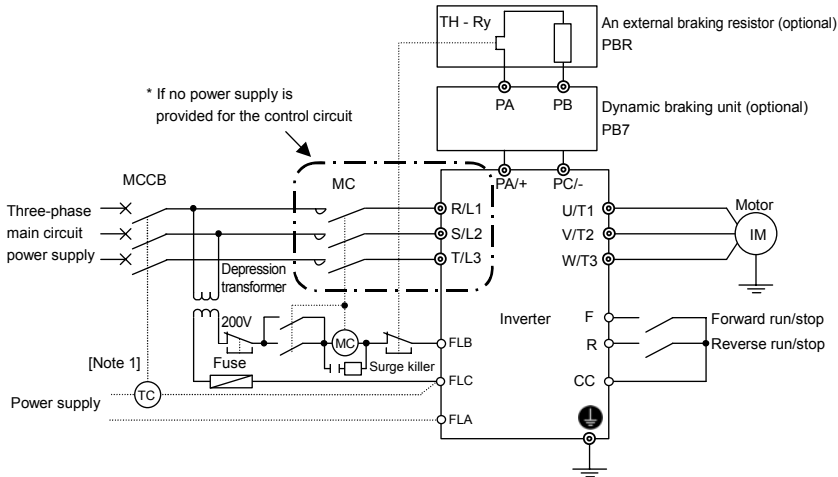 TH - Ry
An external braking resistor (optional)
PBR
* If no power supply is
provided for the control circuit
PA
PB
Dynamic braking unit (optional)
PB7
MCCB
MC
PA/+
PC/-
Three-phase
main circuit
power supply
R/L1
S/L2
T/L3
U/T1
V/T2
W/T3
Motor
IM
Depression
transformer
200V
Inverter
F
Forward run/stop
MC
FLB
R
Reverse run/stop
[Note 1]
Fuse
Surge killer
TC
FLC
CC
Power supply
FLA